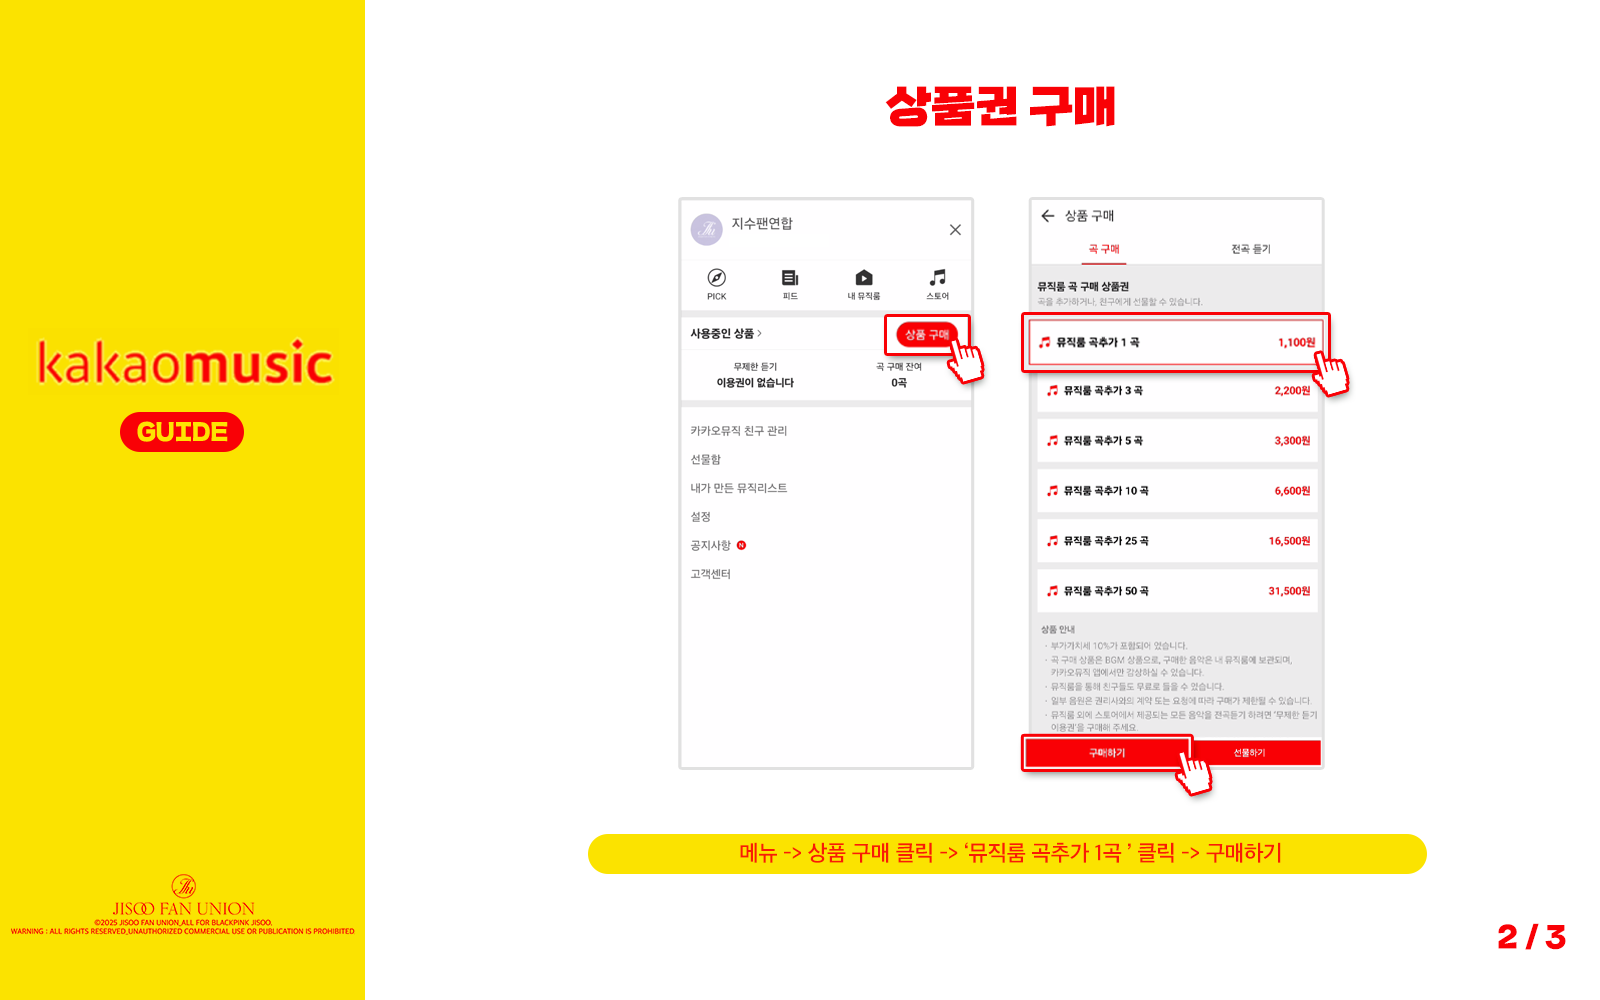 상품권 구매
kakaomusic
GUIDE
JISOO FAN UNION
©2025 JISOO FAN UNION_ALL FOR BLACKPINK JISOO.
WARNING : ALL RIGHTS RESERVED_UNAUTHORIZED COMMERCIAL USE OR PUBLICATION IS PROHIBITED
지수팬연합
PICK
피드
내 뮤직룸
스토어
사용중인 상품 >
상품 구매
무제한 듣기
곡 구매 잔여
이용권이 없습니다
0곡
카카오뮤직 친구 관리
선물함
내가 만든 뮤직리스트
설정
공지사항 N
고객센터
상품 구매
곡 구매
전곡 듣기
뮤직룸 곡 구매 상품권
곡을 추가하거나, 친구에게 선물할 수 있습니다.
뮤직룸 곡추가 1 곡 1,100원
뮤직룸 곡추가 3 곡 2,200원
뮤직룸 곡추가 5 곡 3,300원
뮤직룸 곡추가 10 곡 6,600원
뮤직룸 곡추가 25 곡 16,500원
뮤직룸 곡추가 50 곡 31,500원
상품 안내
· 부가가치세 10%가 포함되어 있습니다.
· 곡 구매 상품은 BGM 상품으로, 구매한 음악은 내 뮤직룸에 보관되며,
카카오뮤직 앱에서만 감상하실 수 있습니다.
· 뮤직룸을 통해 친구들도 무료로 들을 수 있습니다.
· 일부 음원은 권리사와의 계약 또는 요청에 따라 구매가 제한될 수 있습니다.
· 뮤직룸 외에 스토어에서 제공되는 모든 음악을 전곡듣기 하려면 '무제한 듣기
이용권'을 구매해 주세요.
구매하기
선물하기
메뉴 -> 상품 구매 클릭 -> ‘뮤직룸 곡추가 1곡 ’ 클릭 -> 구매하기
2 / 3